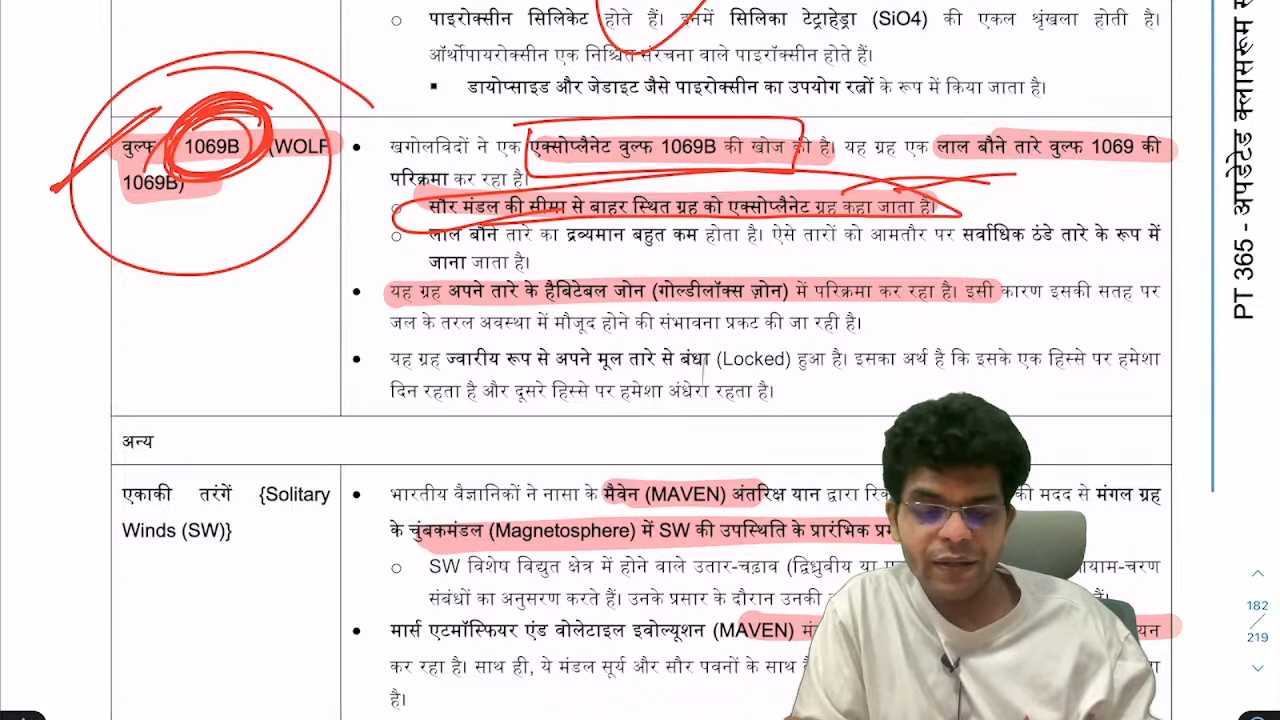 पाइरोक्सीन सिलिकेट होते हैं। इनमें सिलिका टेट्राहेड्रा (SiO4) की एकल श्रृंखला होती है।
ऑर्थोपायरोक्सीन एक निश्चित संरचना वाले पाइरॉक्सीन होते हैं।
डायोप्साइड और जेडाइट जैसे पाइरोक्सीन का उपयोग रत्नों के रूप में किया जाता है।
वुल्फ 1069B (WOLF
1069B)
खगोलविदों ने एक एक्सोप्लैनेट वुल्फ 1069B की खोज की है। यह ग्रह एक लाल बौने तारे वुल्फ 1069 की
परिक्रमा कर रहा है।
सौर मंडल की सीमा से बाहर स्थित ग्रह को एक्सोप्लैनेट ग्रह कहा जाता है।
लाल बौने तारे का द्रव्यमान बहुत कम होता है। ऐसे तारों को आमतौर पर सर्वाधिक ठंडे तारे के रूप में
जाना जाता है।
यह ग्रह अपने तारे के हैबिटेबल जोन (गोल्डीलॉक्स ज़ोन) में परिक्रमा कर रहा है। इसी कारण इसकी सतह पर
जल के तरल अवस्था में मौजूद होने की संभावना प्रकट की जा रही है।
यह ग्रह ज्वारीय रूप से अपने मूल तारे से बंधा (Locked) हुआ है। इसका अर्थ है कि इसके एक हिस्से पर हमेशा
दिन रहता है और दूसरे हिस्से पर हमेशा अंधेरा रहता है।
अन्य
एकाकी तरंगें {Solitary
Winds (SW)}
भारतीय वैज्ञानिकों ने नासा के मैवेन (MAVEN) अंतरिक्ष यान द्वारा की मदद से मंगल ग्रह
के चुंबकमंडल (Magnetosphere) में SW की उपस्थिति के प्रारंभिक
SW विशेष विद्युत क्षेत्र में होने वाले उतार-चढ़ाव (द्विध्रुवीय या आयाम-चरण
संबंधों का अनुसरण करते हैं। उनके प्रसार के दौरान उनकी हैं।
मार्स एटमॉस्फियर एंड वोलेटाइल इवोल्यूशन (MAVEN)
कर रहा है। साथ ही, ये मंडल सूर्य और सौर पवनों के साथ
है।
PT 365 - अपडेटेड क्लासरूम
182
219